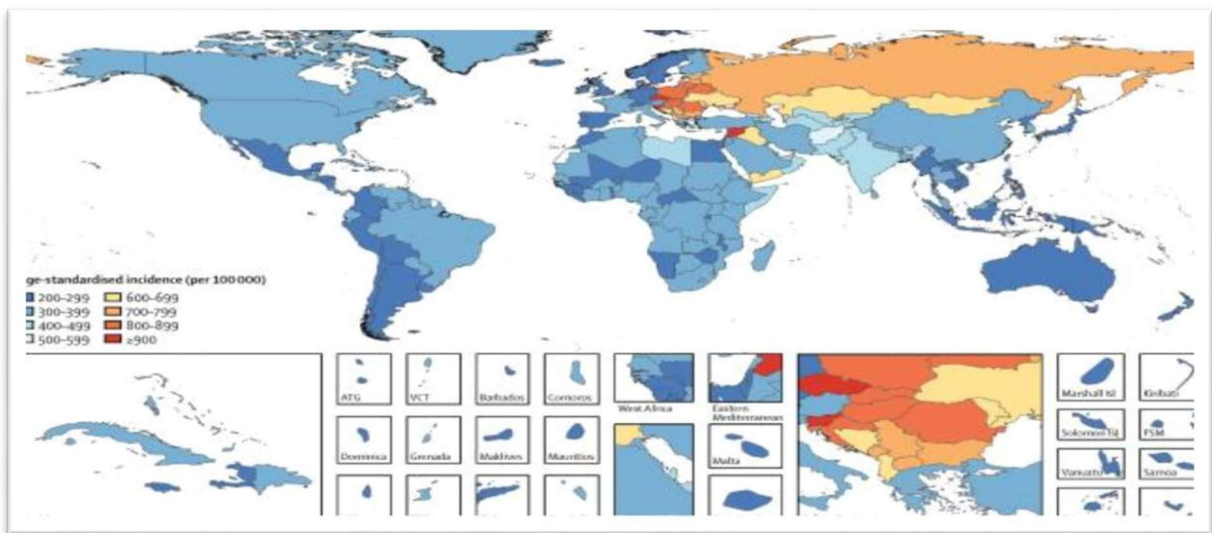 ge-standardised incidence (per 100 000)
200–299 600–699
300–399 700–799
400–499 800–899
500–599 ≥900
ATG
VCT
Barbados
Comoros
West Africa
Eastern
Mediterranean
Marshall Isl
Kiribati
Dominica
Grenada
Maldives
Mauritius
Malta
Solomon Isl
FSM
Vanuatu
Samoa